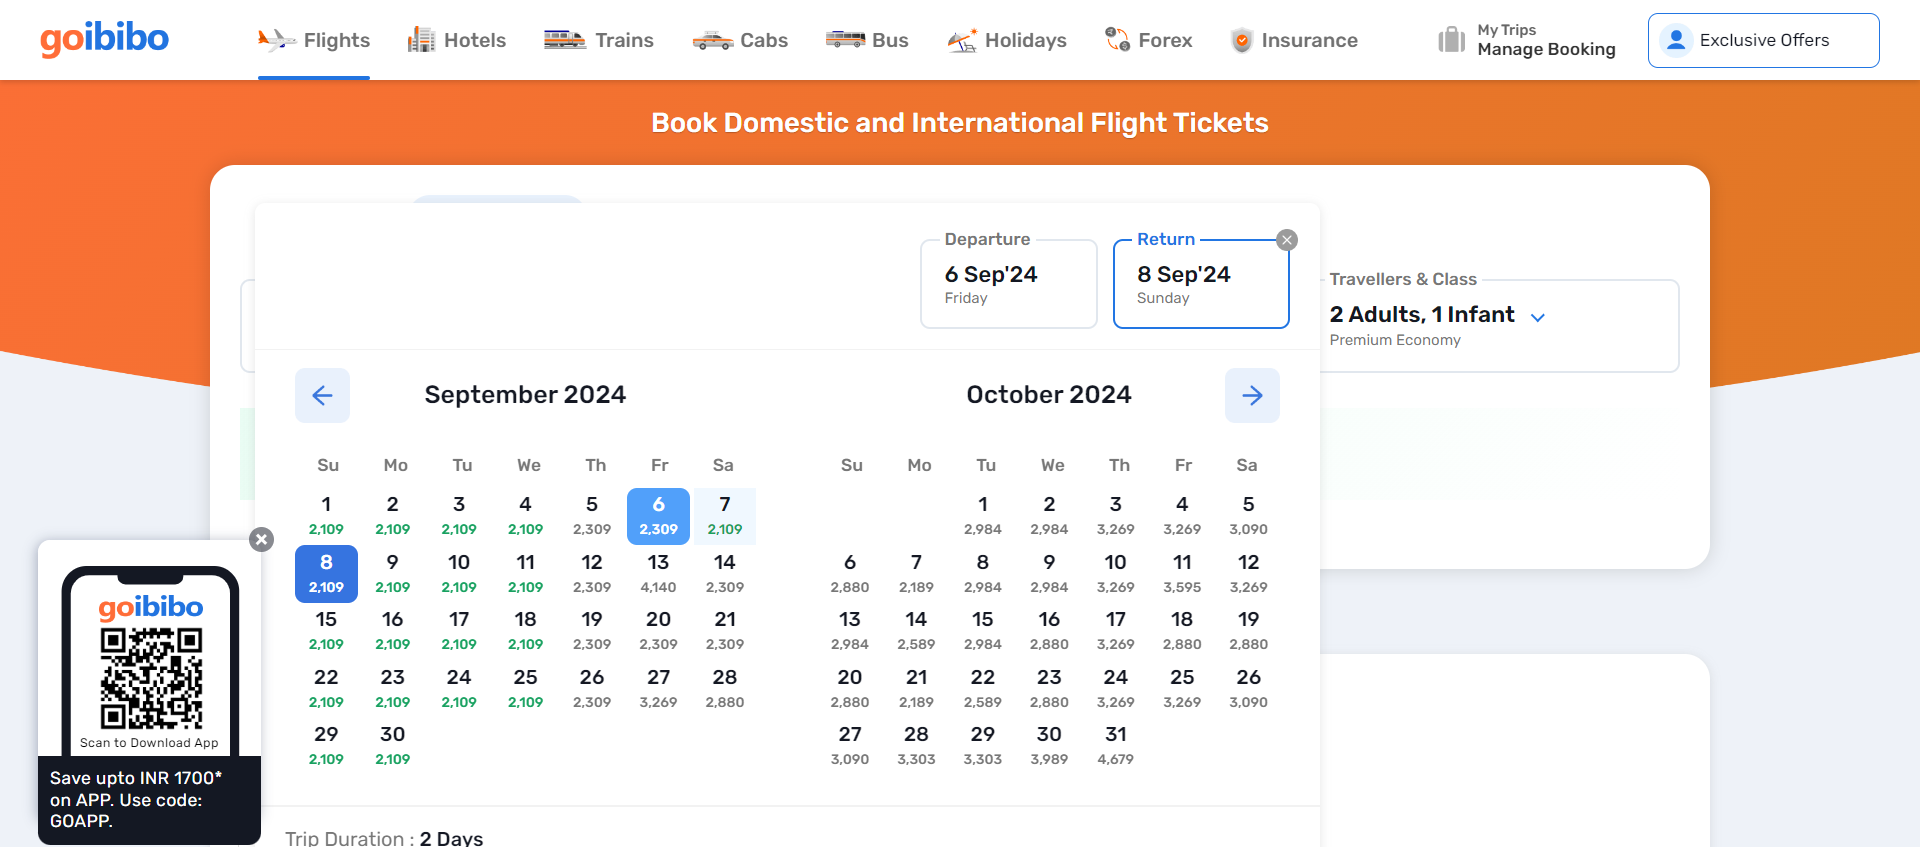 goibibo
Flights
Hotels
Trains
Cabs
Bus
Holidays
Forex
Insurance
My Trips
Manage Booking
Exclusive Offers
Book Domestic and International Flight Tickets
Departure
6 Sep'24
Friday
Return
8 Sep'24
Sunday
Travellers & Class
2 Adults, 1 Infant
Premium Economy
September 2024
Su Mo Tu We Th Fr Sa
1 2 3 4 5 6 7
2,109 2,109 2,109 2,109 2,309 2,309 2,109
8 9 10 11 12 13 14
2,109 2,109 2,109 2,109 2,309 4,140 2,309
15 16 17 18 19 20 21
2,109 2,109 2,109 2,109 2,309 2,309 2,309
22 23 24 25 26 27 28
2,109 2,109 2,109 2,109 2,309 3,269 2,880
29 30
2,109 2,109
October 2024
Su Mo Tu We Th Fr Sa
1 2 3 4 5
2,984 2,984 3,269 3,269 3,090
6 7 8 9 10 11 12
2,880 2,189 2,984 2,984 3,269 3,595 3,269
13 14 15 16 17 18 19
2,984 2,589 2,984 2,880 3,269 2,880 2,880
20 21 22 23 24 25 26
2,880 2,189 2,589 2,880 3,269 3,269 3,090
27 28 29 30 31
3,090 3,303 3,303 3,989 4,679
Trip Duration : 2 Days
goibibo
Scan to Download App
Save upto INR 1700*
on APP. Use code:
GOAPP.